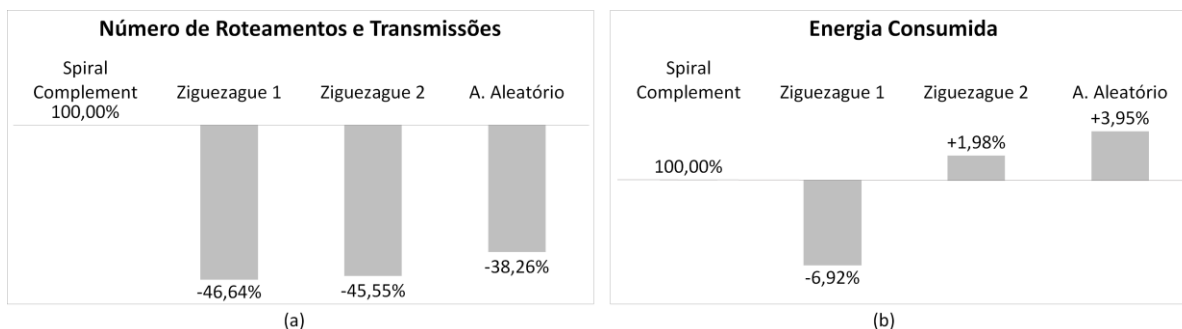 Número de Roteamentos e Transmissões
Spiral
Complement Ziguezague 1 Ziguezague 2 A. Aleatório
100,00%
-38,26%
-46,64% -45,55%
(a)
Energia Consumida
Spiral
Complement Ziguezague 1 Ziguezague 2 A. Aleatório
+3,95%
+1,98%
100,00%
-6,92%
(b)